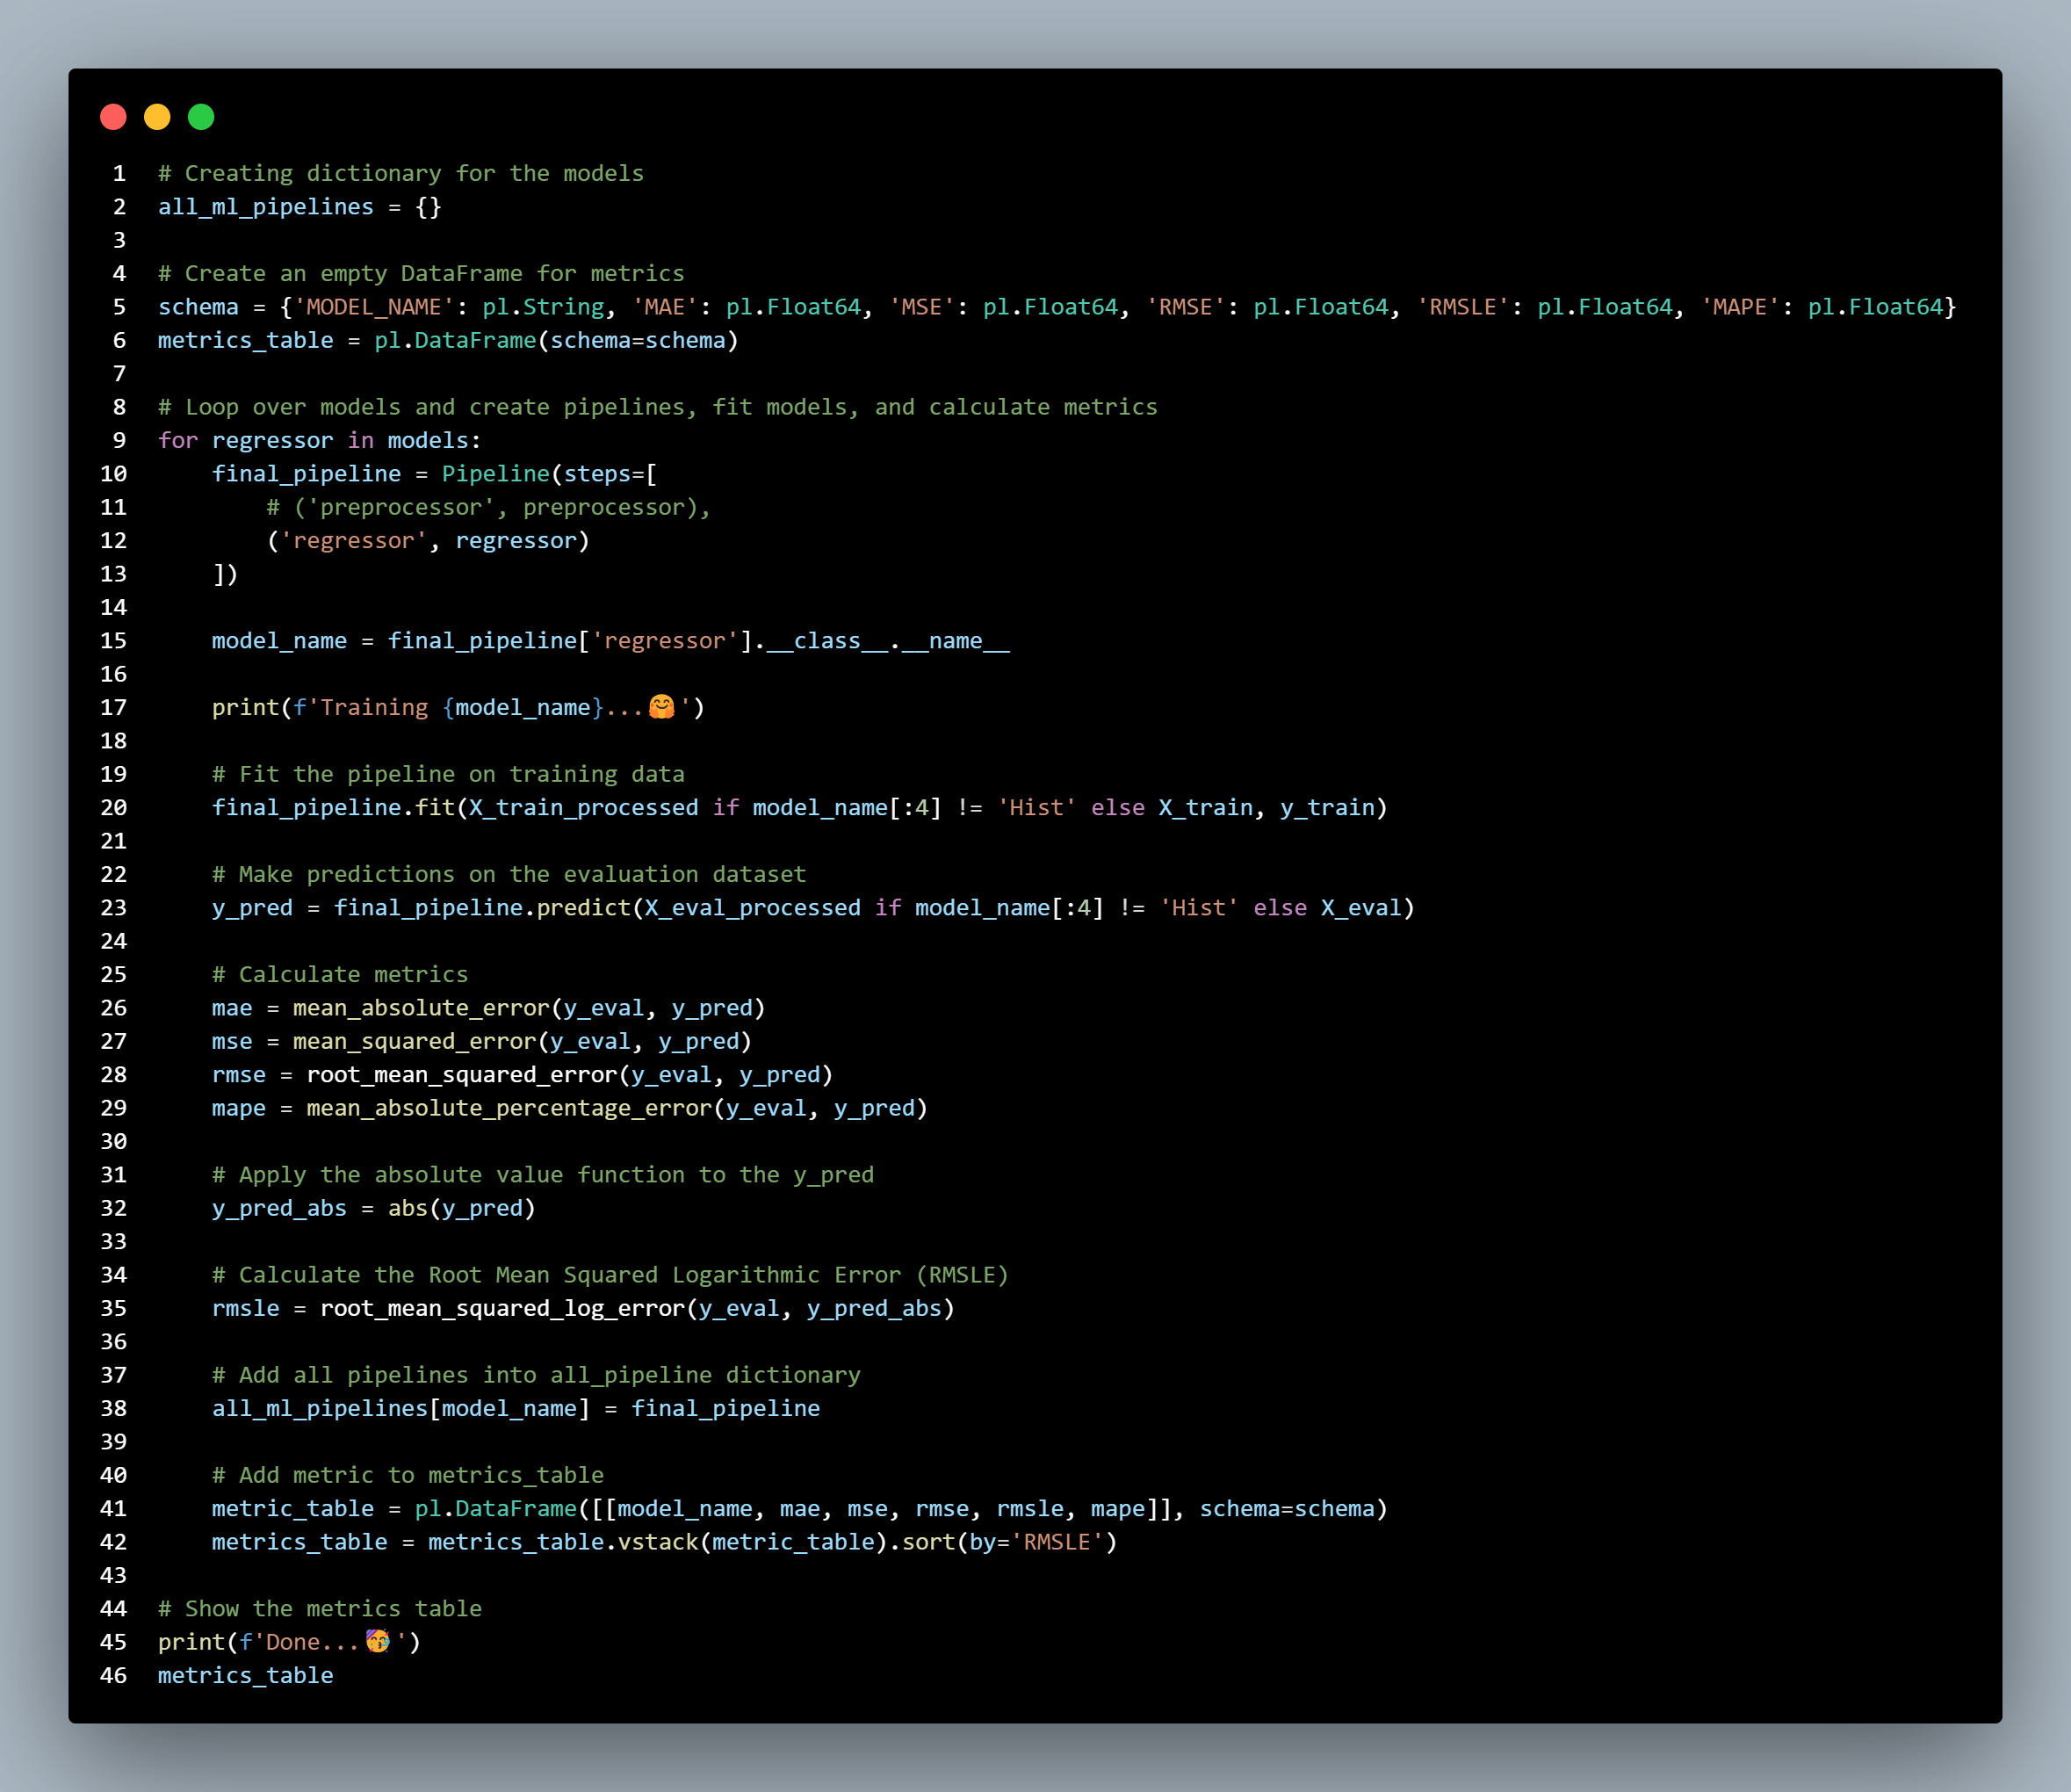 1 # Creating dictionary for the models
2 all_ml_pipelines = {}
3
4 # Create an empty DataFrame for metrics
5 schema = {'MODEL_NAME': pl.String, 'MAE': pl.Float64, 'MSE': pl.Float64, 'RMSE': pl.Float64, 'RMSLE': pl.Float64, 'MAPE': pl.Float64}
6 metrics_table = pl.DataFrame(schema=schema)
7
8 # Loop over models and create pipelines, fit models, and calculate metrics
9 for regressor in models:
10     final_pipeline = Pipeline(steps=[
11         # ('preprocessor', preprocessor),
12         ('regressor', regressor)
13     ])
14
15     model_name = final_pipeline['regressor'].__class__.__name__
16
17     print(f'Training {model_name}...🤗')
18
19     # Fit the pipeline on training data
20     final_pipeline.fit(X_train_processed if model_name[:4] != 'Hist' else X_train, y_train)
21
22     # Make predictions on the evaluation dataset
23     y_pred = final_pipeline.predict(X_eval_processed if model_name[:4] != 'Hist' else X_eval)
24
25     # Calculate metrics
26     mae = mean_absolute_error(y_eval, y_pred)
27     mse = mean_squared_error(y_eval, y_pred)
28     rmse = root_mean_squared_error(y_eval, y_pred)
29     mape = mean_absolute_percentage_error(y_eval, y_pred)
30
31     # Apply the absolute value function to the y_pred
32     y_pred_abs = abs(y_pred)
33
34     # Calculate the Root Mean Squared Logarithmic Error (RMSLE)
35     rmsle = root_mean_squared_log_error(y_eval, y_pred_abs)
36
37     # Add all pipelines into all_pipeline dictionary
38     all_ml_pipelines[model_name] = final_pipeline
39
40     # Add metric to metrics_table
41     metric_table = pl.DataFrame([[model_name, mae, mse, rmse, rmsle, mape]], schema=schema)
42     metrics_table = metrics_table.vstack(metric_table).sort(by='RMSLE')
43
44 # Show the metrics table
45 print(f'Done...🥳')
46 metrics_table